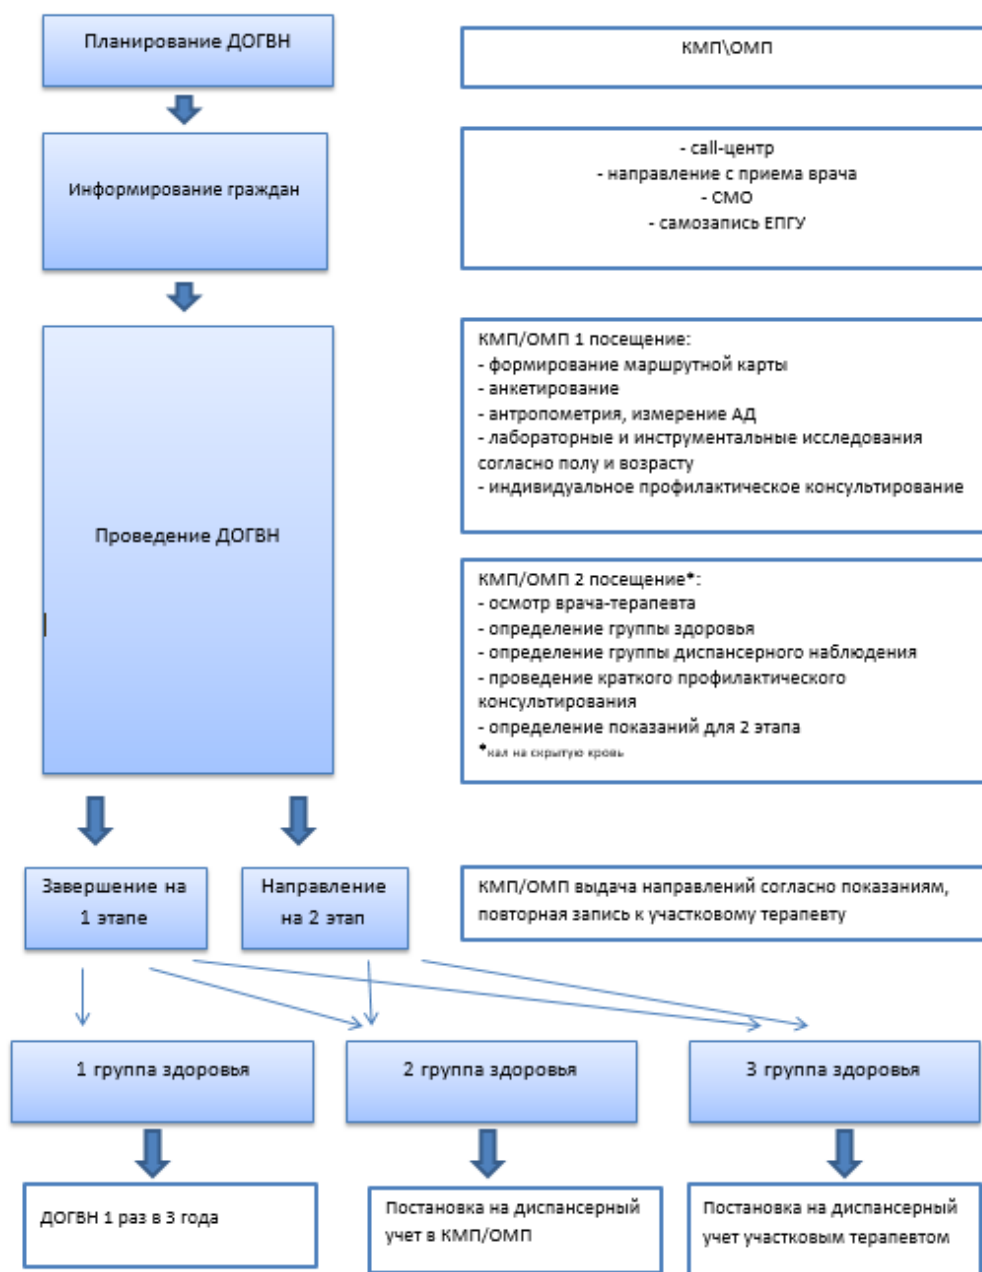 Планирование ДОГВН
КМП\ОМП
Информирование граждан
- call-центр
- направление с приема врача
- СМО
- самозапись ЕПГУ
Проведение ДОГВН
КМП/ОМП 1 посещение:
- формирование маршрутной карты
- анкетирование
- антропометрия, измерение АД
- лабораторные и инструментальные исследования
согласно полу и возрасту
- индивидуальное профилактическое консультирование
КМП/ОМП 2 посещение*:
- осмотр врача-терапевта
- определение группы здоровья
- определение группы диспансерного наблюдения
- проведение краткого профилактического
консультирования
- определение показаний для 2 этапа
*кал на скрытую кровь
Завершение на
1 этапе
Направление
на 2 этап
КМП/ОМП выдача направлений согласно показаниям,
повторная запись к участковому терапевту
1 группа здоровья
2 группа здоровья
3 группа здоровья
ДОГВН 1 раз в 3 года
Постановка на диспансерный
учет в КМП/ОМП
Постановка на диспансерный
учет участковым терапевтом